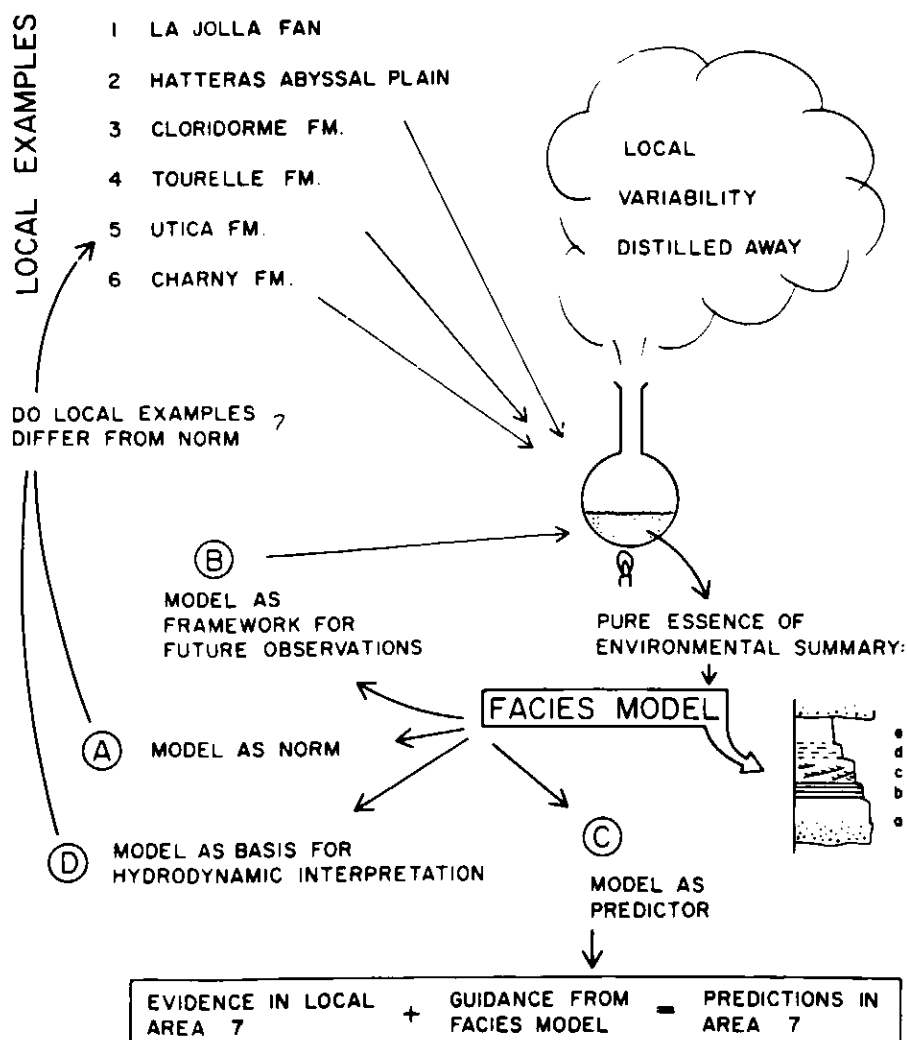 LOCAL EXAMPLES
1 LA JOLLA FAN
2 HATTERAS ABYSSAL PLAIN
3 CLORIDORME FM.
4 TOURELLE FM.
5 UTICA FM.
6 CHARNY FM.
LOCAL
VARIABILITY
DISTILLED AWAY
DO LOCAL EXAMPLES
DIFFER FROM NORM ?
B
MODEL AS
FRAMEWORK FOR
FUTURE OBSERVATIONS
PURE ESSENCE OF
ENVIRONMENTAL SUMMARY:
FACIES MODEL
e
d
c
b
a
A MODEL AS NORM
D MODEL AS BASIS FOR
HYDRODYNAMIC INTERPRETATION
C
MODEL AS
PREDICTOR
EVIDENCE IN LOCAL
AREA 7
+
GUIDANCE FROM
FACIES MODEL
=
PREDICTIONS IN
AREA 7